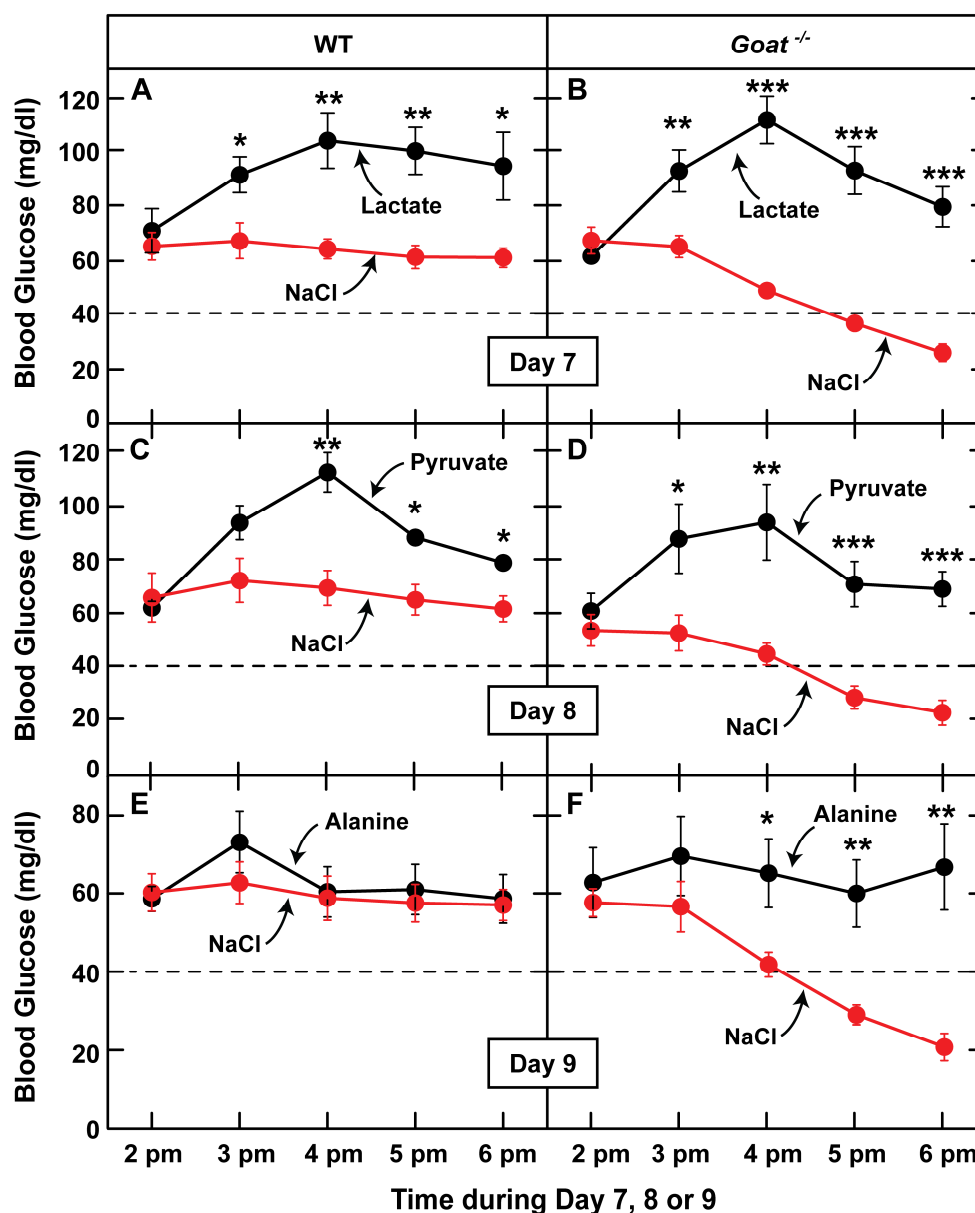 WT
Goat -/-
Blood Glucose (mg/dl)
120
100
80
60
40
20
0
A
*
**
**
*
Lactate
NaCl
B
**
***
***
***
Lactate
NaCl
Day 7
Blood Glucose (mg/dl)
120
100
80
60
40
20
0
C
**
*
*
Pyruvate
NaCl
D
*
**
***
***
Pyruvate
NaCl
Day 8
Blood Glucose (mg/dl)
80
60
40
20
0
E
Alanine
NaCl
F
*
**
**
Alanine
NaCl
Day 9
2 pm 3 pm 4 pm 5 pm 6 pm
2 pm 3 pm 4 pm 5 pm 6 pm
Time during Day 7, 8 or 9